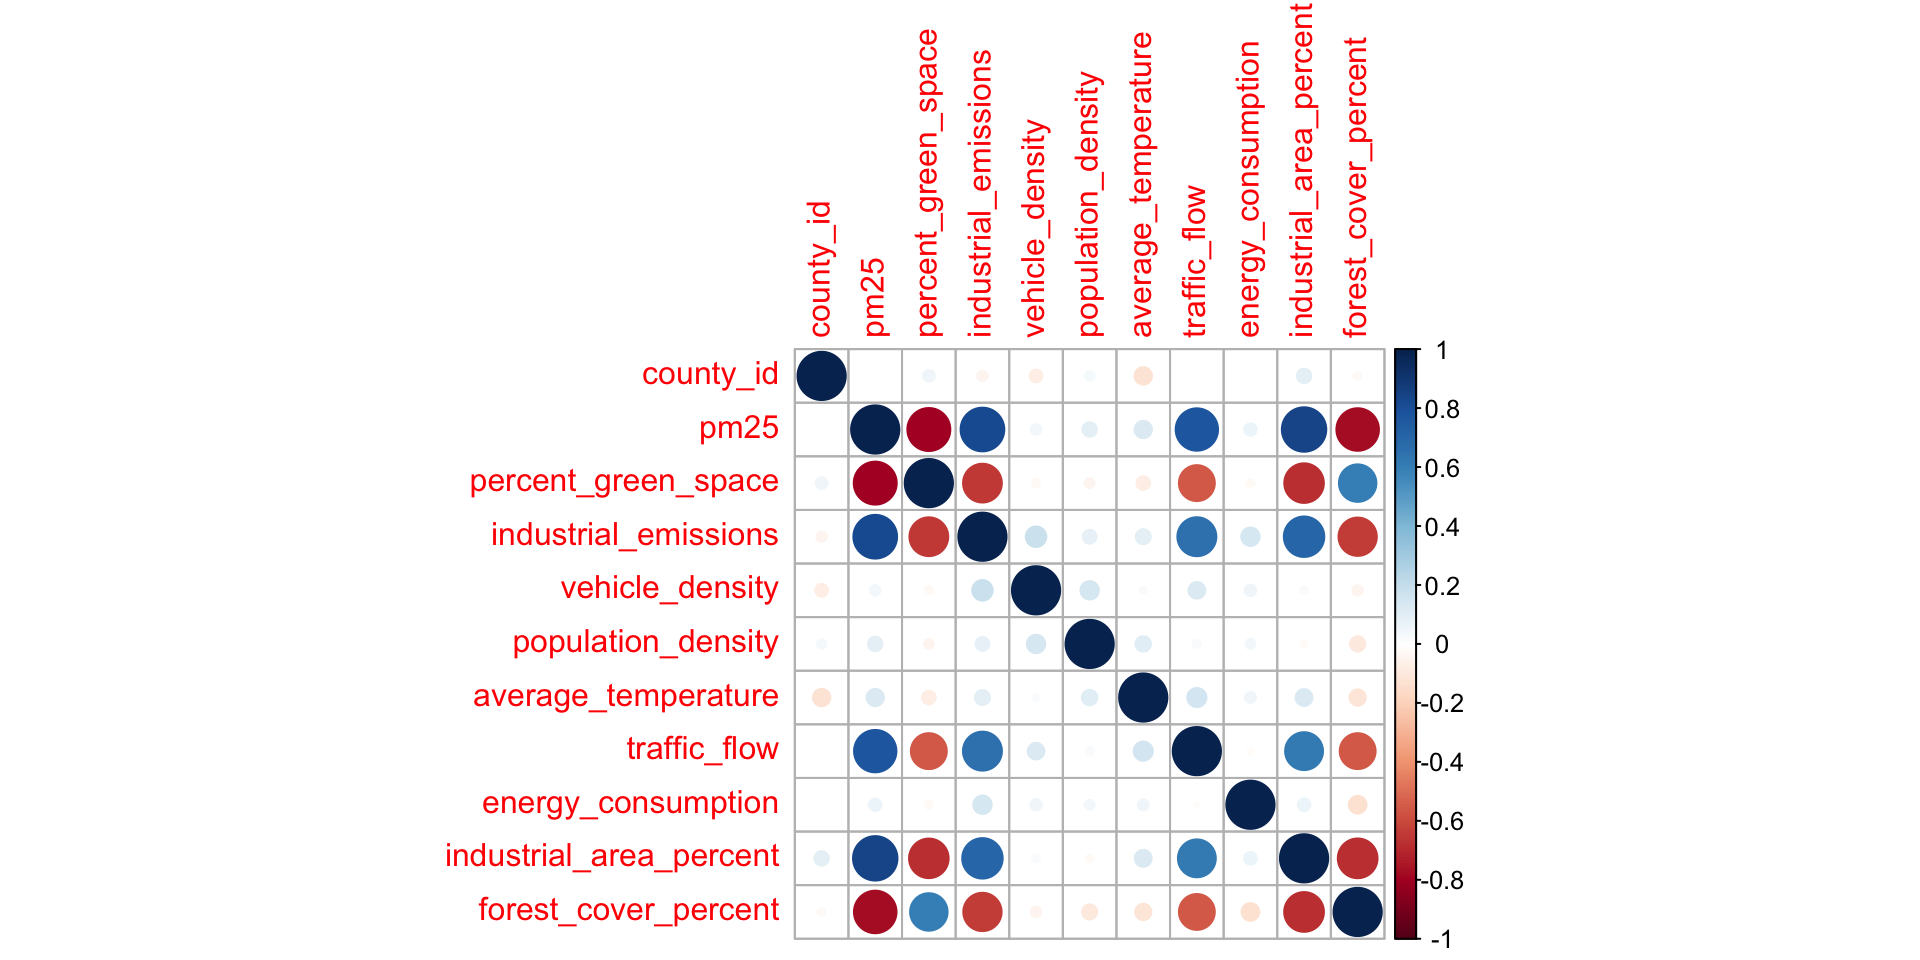 county_id
pm25
percent_green_space
industrial_emissions
vehicle_density
population_density
average_temperature
traffic_flow
energy_consumption
industrial_area_percent
forest_cover_percent
county_id
pm25
percent_green_space
industrial_emissions
vehicle_density
population_density
average_temperature
traffic_flow
energy_consumption
industrial_area_percent
forest_cover_percent
1
0.8
0.6
0.4
0.2
0
-0.2
-0.4
-0.6
-0.8
-1